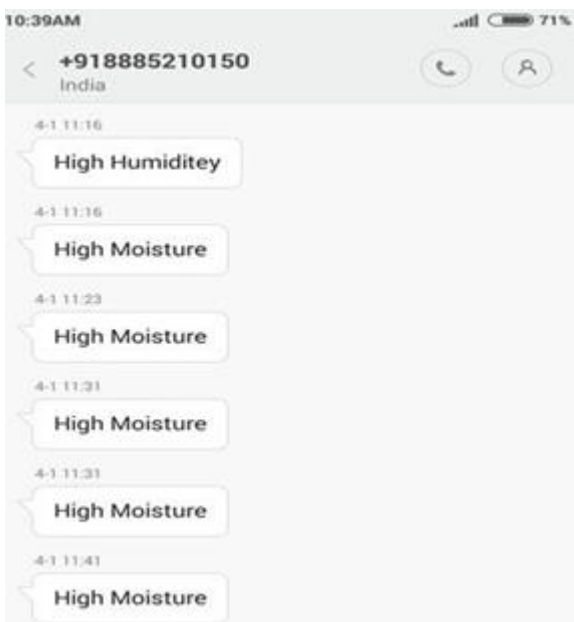 10:39AM 71%
+918885210150
India
4-1 11:16
High Humiditey
4-1 11:16
High Moisture
4-1 11:23
High Moisture
4-1 11:31
High Moisture
4-1 11:31
High Moisture
4-1 11:41
High Moisture